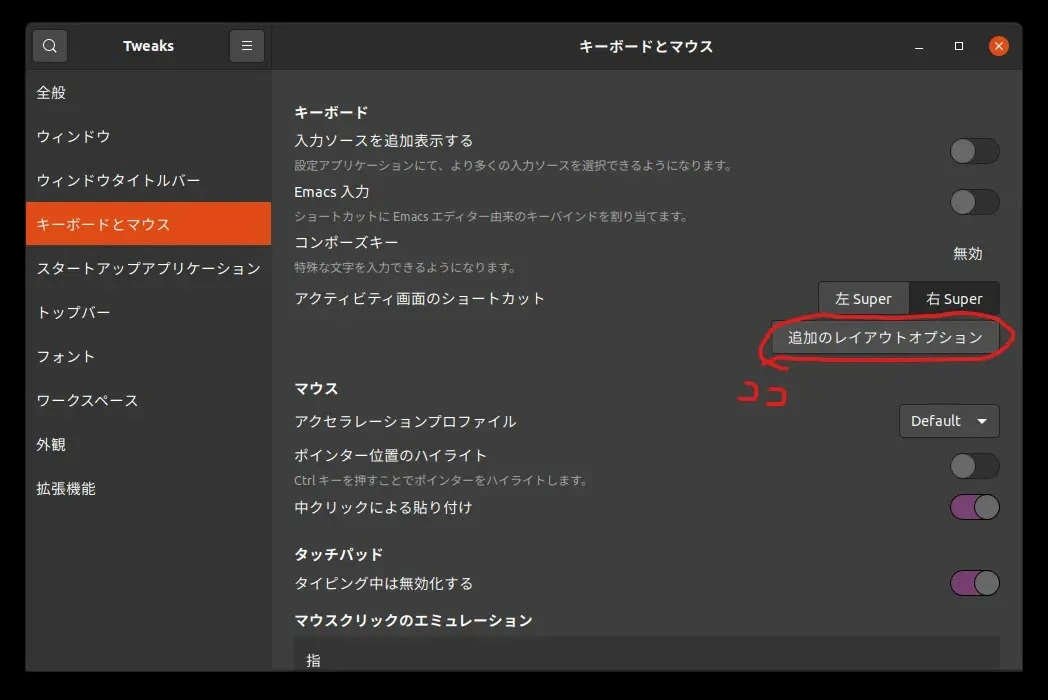 Tweaks
キーボードとマウス
全般
ウィンドウ
ウィンドウタイトルバー
キーボードとマウス
スタートアップアプリケーション
トップバー
フォント
ワークスペース
外観
拡張機能
キーボード
入力ソースを追加表示する
設定アプリケーションにて、より多くの入力ソースを選択できるようになります。
Emacs 入力
ショートカットに Emacs エディター由来のキーバインドを割り当てます。
コンポーズキー
無効
特殊な文字を入力できるようになります。
アクティビティ画面のショートカット
左 Super
右 Super
追加のレイアウトオプション
ココ
マウス
アクセラレーションプロファイル
Default
ポインター位置のハイライト
Ctrl キーを押すことでポインターをハイライトします。
中クリックによる貼り付け
タッチパッド
タイピング中は無効化する
マウスクリックのエミュレーション
指